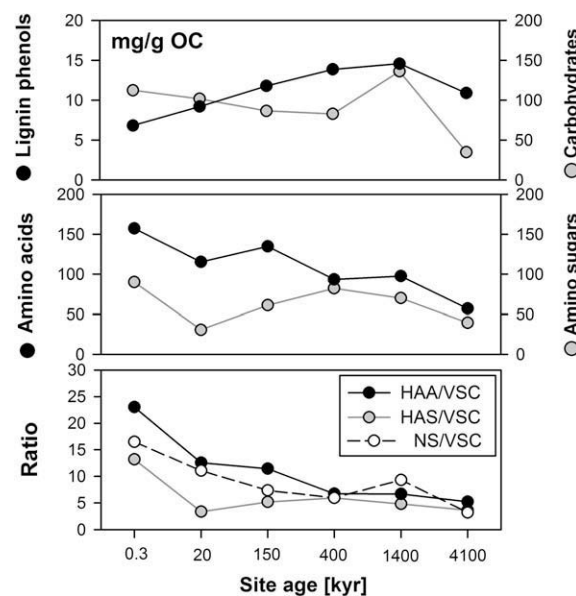 mg/g OC
Lignin phenols
20
15
10
5
0
200
150
100
50
0
Carbohydrates
Amino acids
200
150
100
50
0
200
150
100
50
0
Amino sugars
Ratio
30
25
20
15
10
5
0
HAA/VSC
HAS/VSC
NS/VSC
0.3 20 150 400 1400 4100
Site age [kyr]